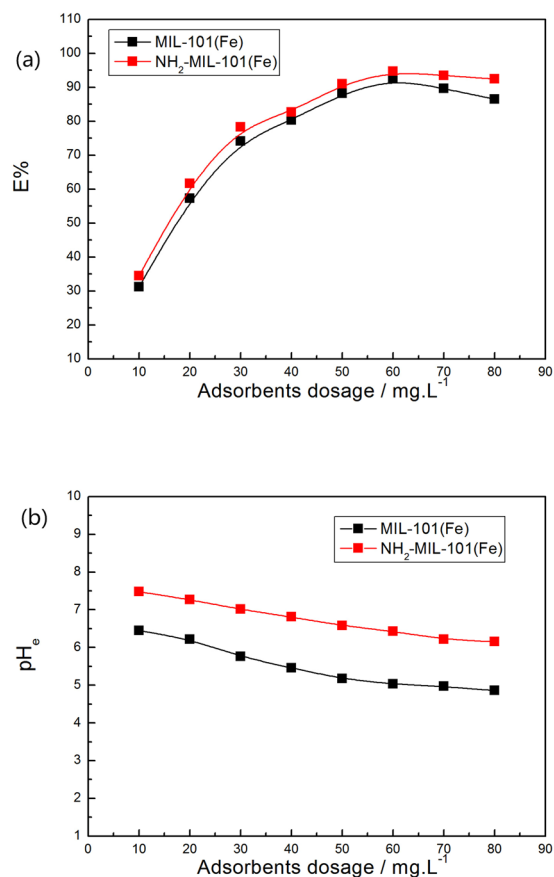 (a)
MIL-101(Fe)
NH₂-MIL-101(Fe)
E%
110
100
90
80
70
60
50
40
30
20
10
0 10 20 30 40 50 60 70 80 90
Adsorbents dosage / mg.L⁻¹
(b)
MIL-101(Fe)
NH₂-MIL-101(Fe)
pHₑ
10
9
8
7
6
5
4
3
2
1
0 10 20 30 40 50 60 70 80 90
Adsorbents dosage / mg.L⁻¹